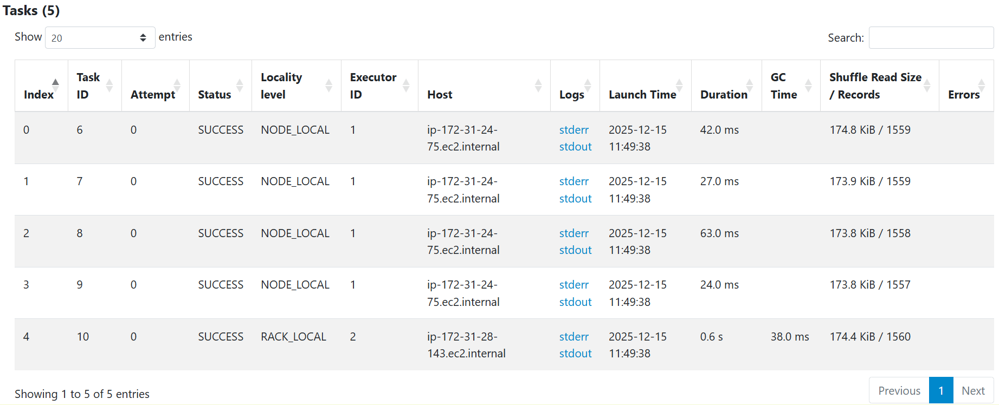 Tasks (5)
Show 20 entries
Search:
Index Task ID Attempt Status Locality level Executor ID Host Logs Launch Time Duration GC Time Shuffle Read Size / Records Errors
0 6 0 SUCCESS NODE_LOCAL 1 ip-172-31-24-75.ec2.internal stderr stdout 2025-12-15 11:49:38 42.0 ms 174.8 KiB / 1559
1 7 0 SUCCESS NODE_LOCAL 1 ip-172-31-24-75.ec2.internal stderr stdout 2025-12-15 11:49:38 27.0 ms 173.9 KiB / 1559
2 8 0 SUCCESS NODE_LOCAL 1 ip-172-31-24-75.ec2.internal stderr stdout 2025-12-15 11:49:38 63.0 ms 173.8 KiB / 1558
3 9 0 SUCCESS NODE_LOCAL 1 ip-172-31-24-75.ec2.internal stderr stdout 2025-12-15 11:49:38 24.0 ms 173.8 KiB / 1557
4 10 0 SUCCESS RACK_LOCAL 2 ip-172-31-28-143.ec2.internal stderr stdout 2025-12-15 11:49:38 0.6 s 38.0 ms 174.4 KiB / 1560
Showing 1 to 5 of 5 entries
Previous 1 Next